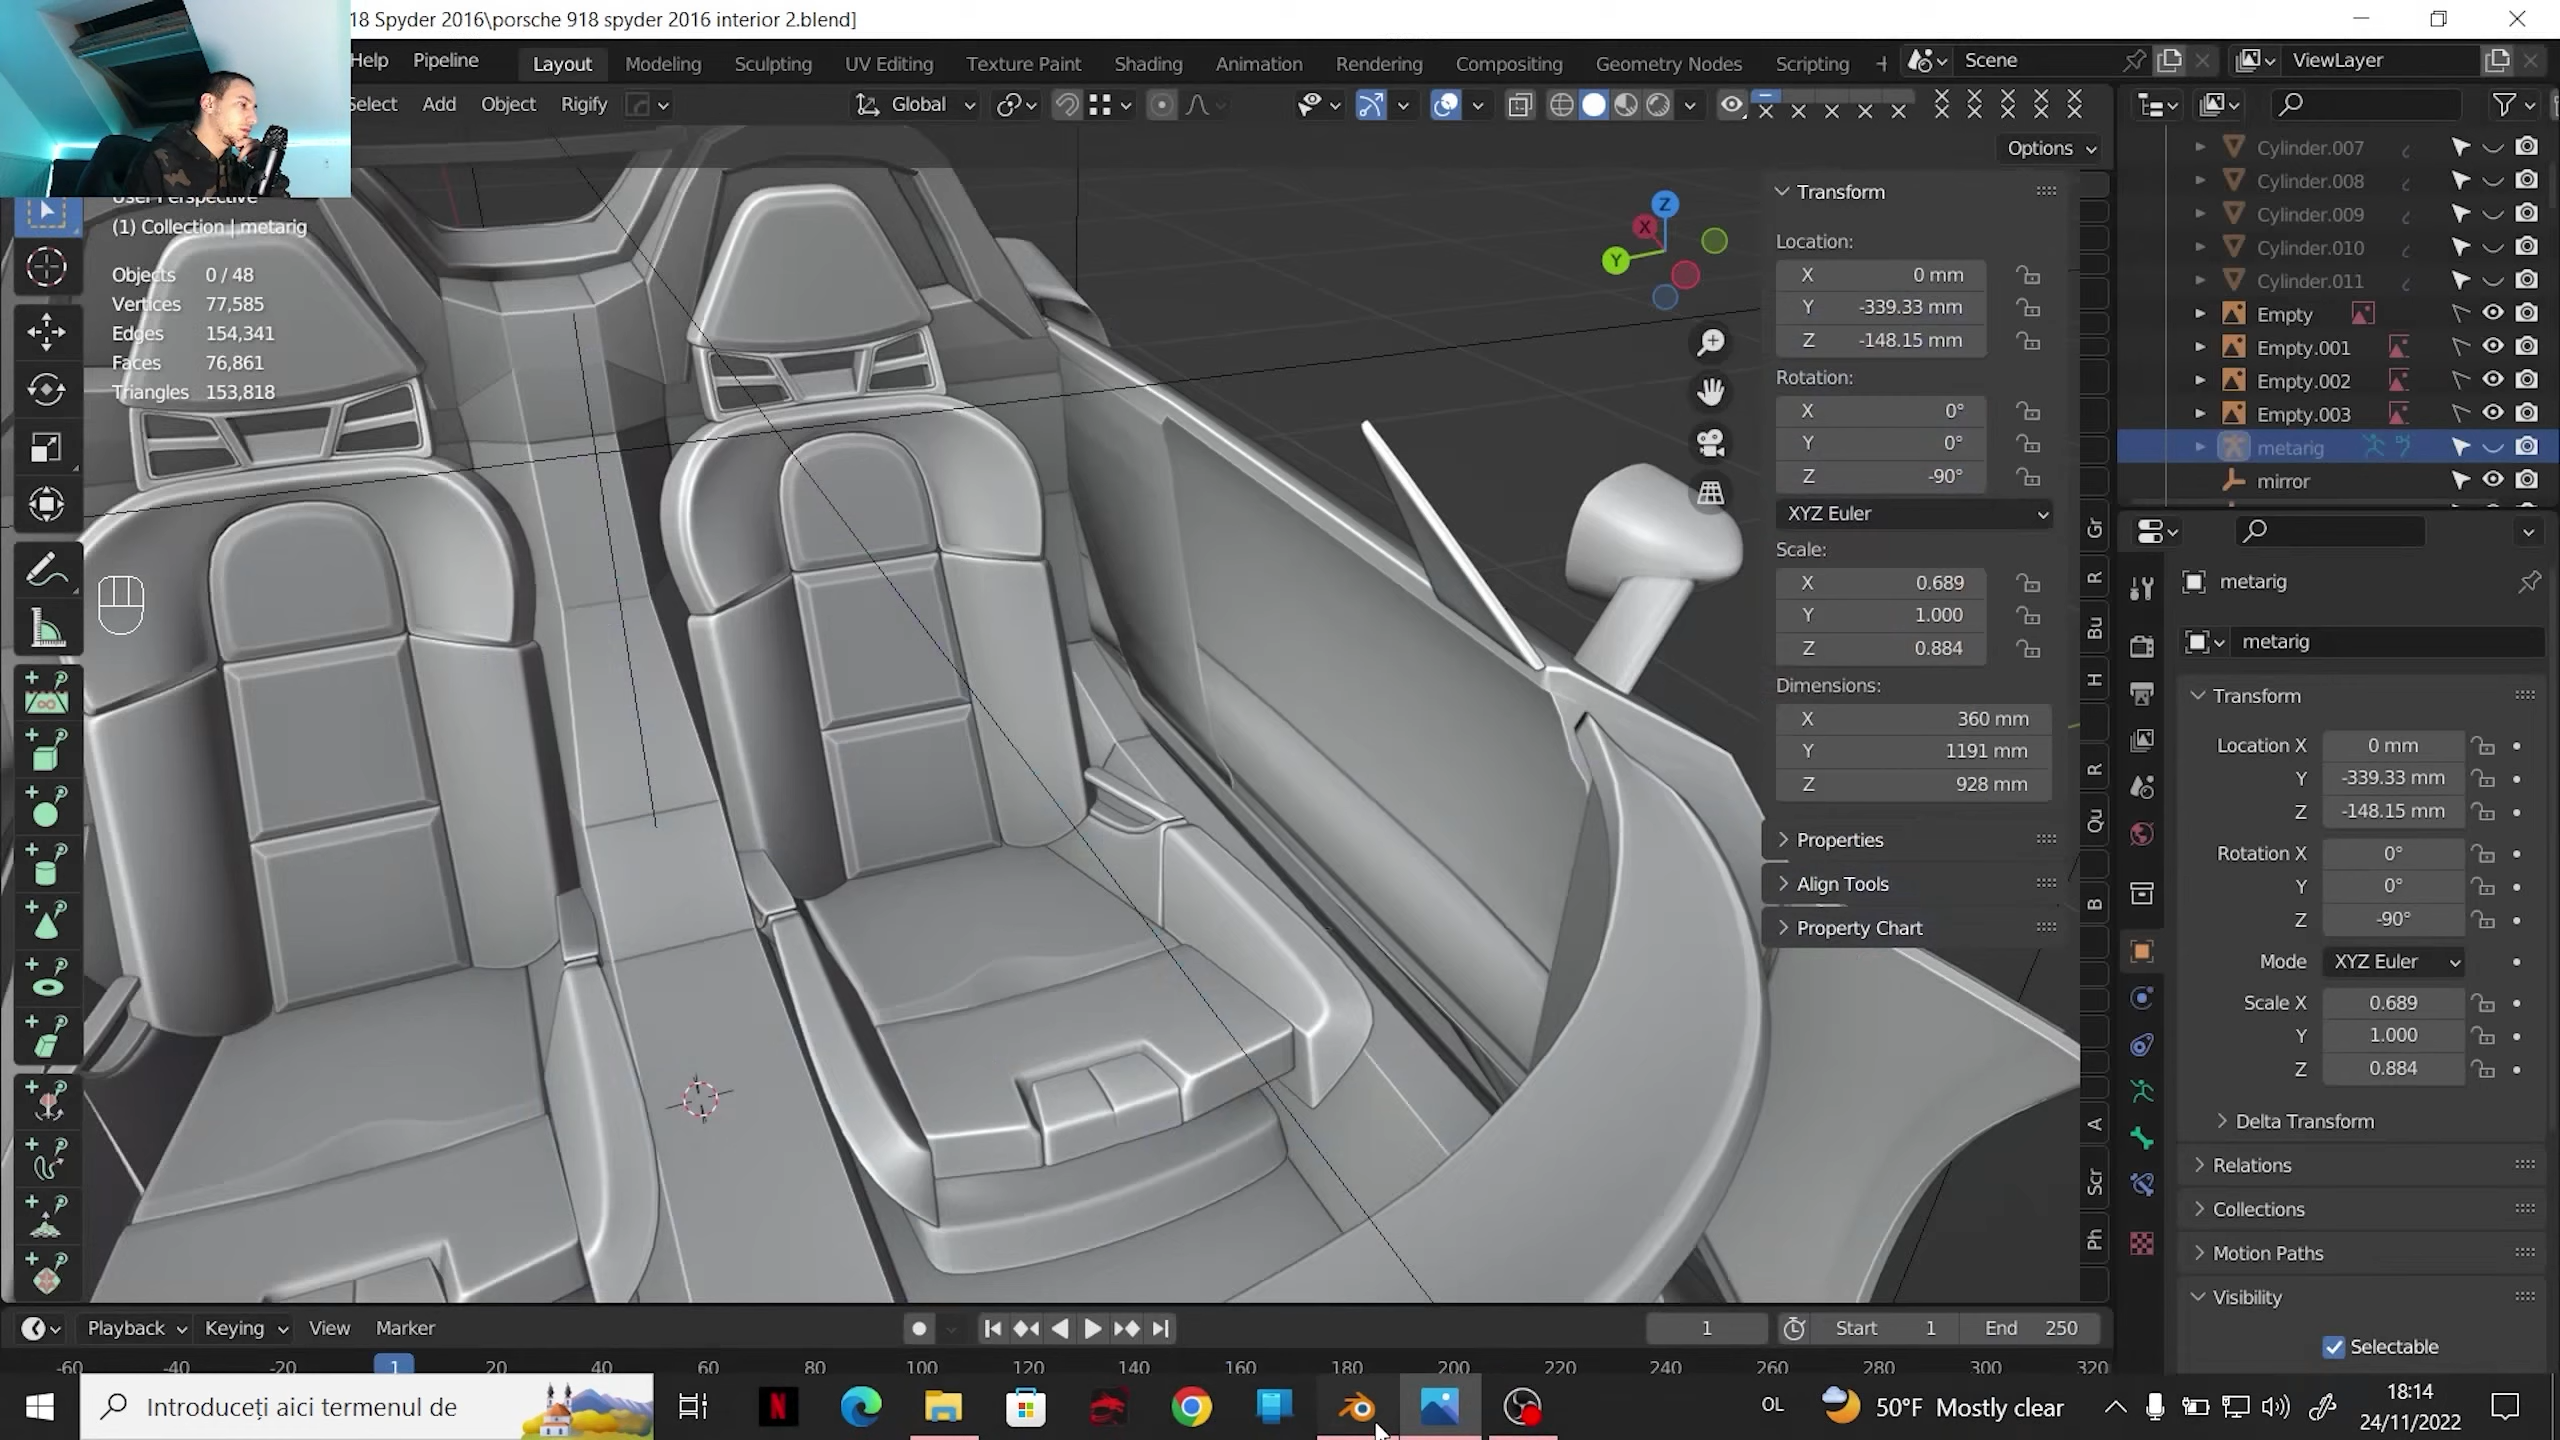 18 Spyder 2016\porsche 918 spyder 2016 interior 2.blend]
Help Pipeline Layout Modeling Sculpting UV Editing Texture Paint Shading Animation Rendering Compositing Geometry Nodes Scripting + Scene ViewLayer
Select Add Object Rigify Global
Options
User Perspective
(1) Collection | metarig
Objects 0 / 48
Vertices 77,585
Edges 154,341
Faces 76,861
Triangles 153,818
Z
X
Y
Transform
Location:
X 0 mm
Y -339.33 mm
Z -148.15 mm
Rotation:
X 0°
Y 0°
Z -90°
XYZ Euler
Scale:
X 0.689
Y 1.000
Z 0.884
Dimensions:
X 360 mm
Y 1191 mm
Z 928 mm
Properties
Align Tools
Property Chart
Gr
R
Bu
H
R
Qu
B
A
Scr
Ph
Cylinder.007
Cylinder.008
Cylinder.009
Cylinder.010
Cylinder.011
Empty
Empty.001
Empty.002
Empty.003
metarig
mirror
metarig
metarig
Transform
Location X 0 mm
Y -339.33 mm
Z -148.15 mm
Rotation X 0°
Y 0°
Z -90°
Mode XYZ Euler
Scale X 0.689
Y 1.000
Z 0.884
Delta Transform
Relations
Collections
Motion Paths
Visibility
Selectable
Playback Keying View Marker 1 Start 1 End 250
-60 -40 -20 1 20 40 60 80 100 120 140 160 180 200 220 240 260 280 300 320
Introduceți aici termenul de N OL 50°F Mostly clear 18:14
24/11/2022